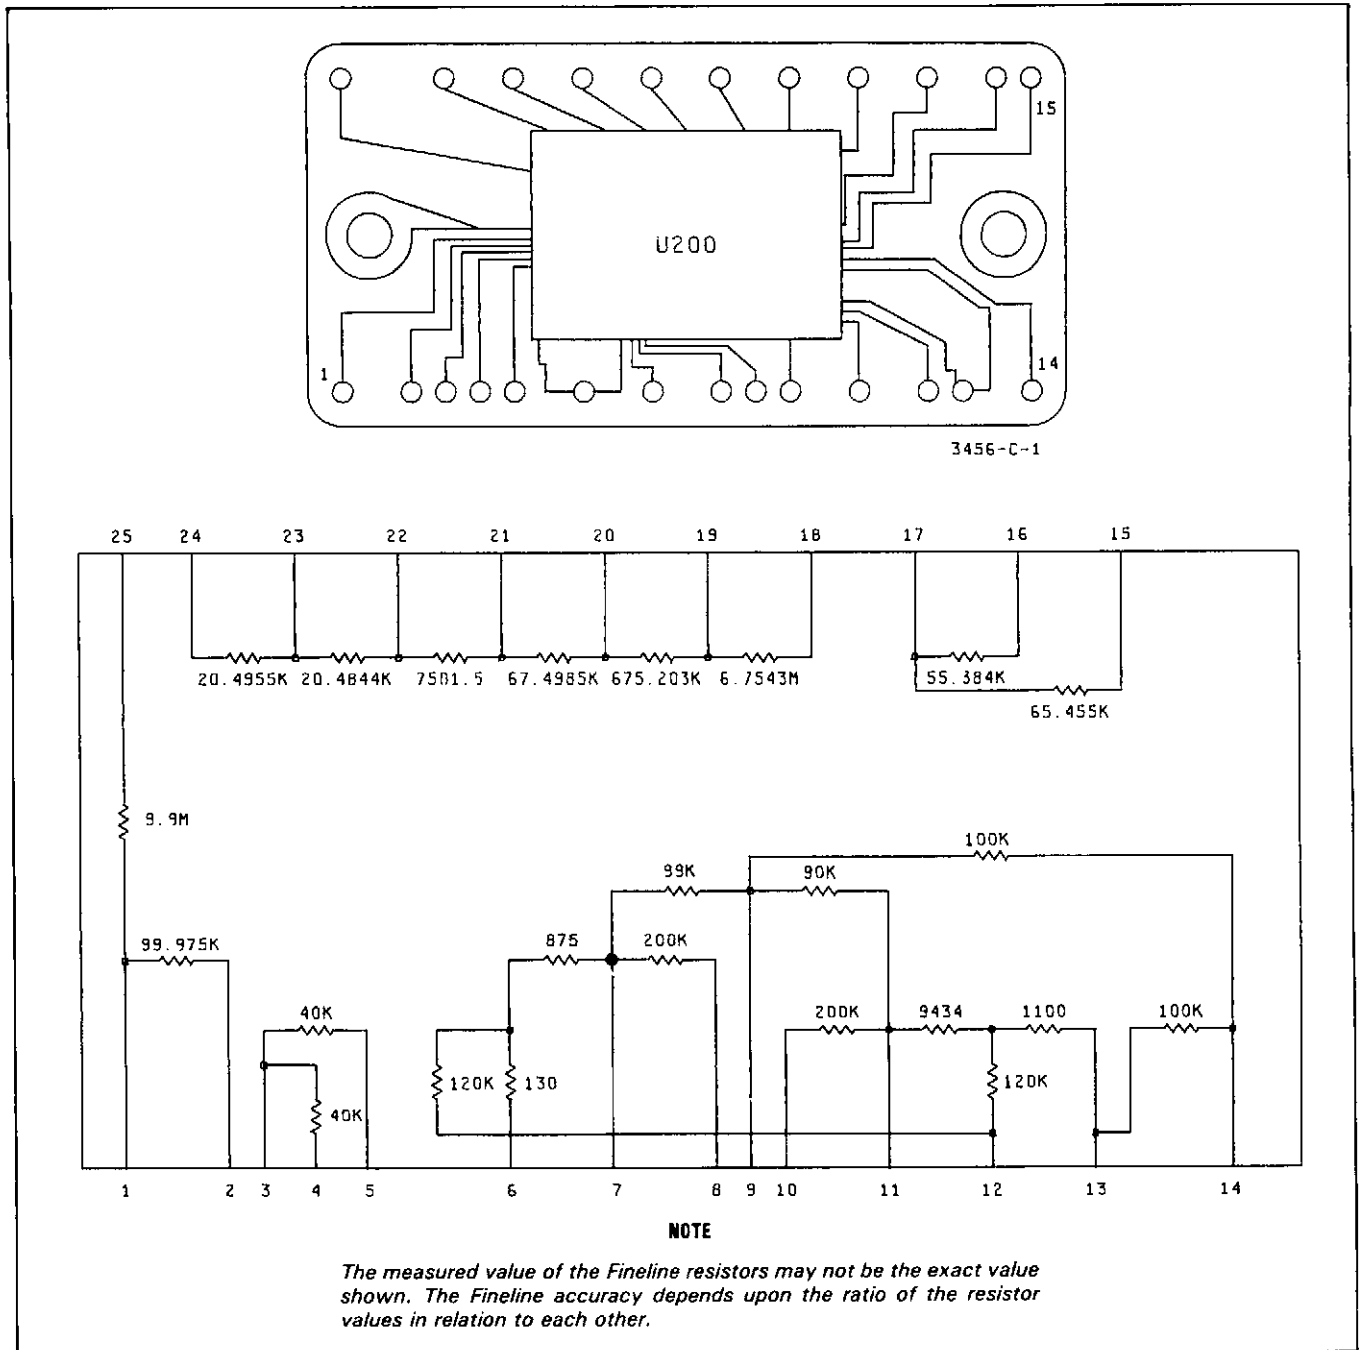 15
U200
1
14
3456-C-1
25 24 23 22 21 20 19 18 17 16 15
20.4955K 20.4844K 7501.5 67.4985K 675.203K 6.7543M 55.384K
65.455K
9.9M
100K
99K 90K
99.975K 875 200K
40K 200K 9434 1100 100K
120K 130 120K
40K
1 2 3 4 5 6 7 8 9 10 11 12 13 14
NOTE
The measured value of the Fineline resistors may not be the exact value
shown. The Fineline accuracy depends upon the ratio of the resistor
values in relation to each other.